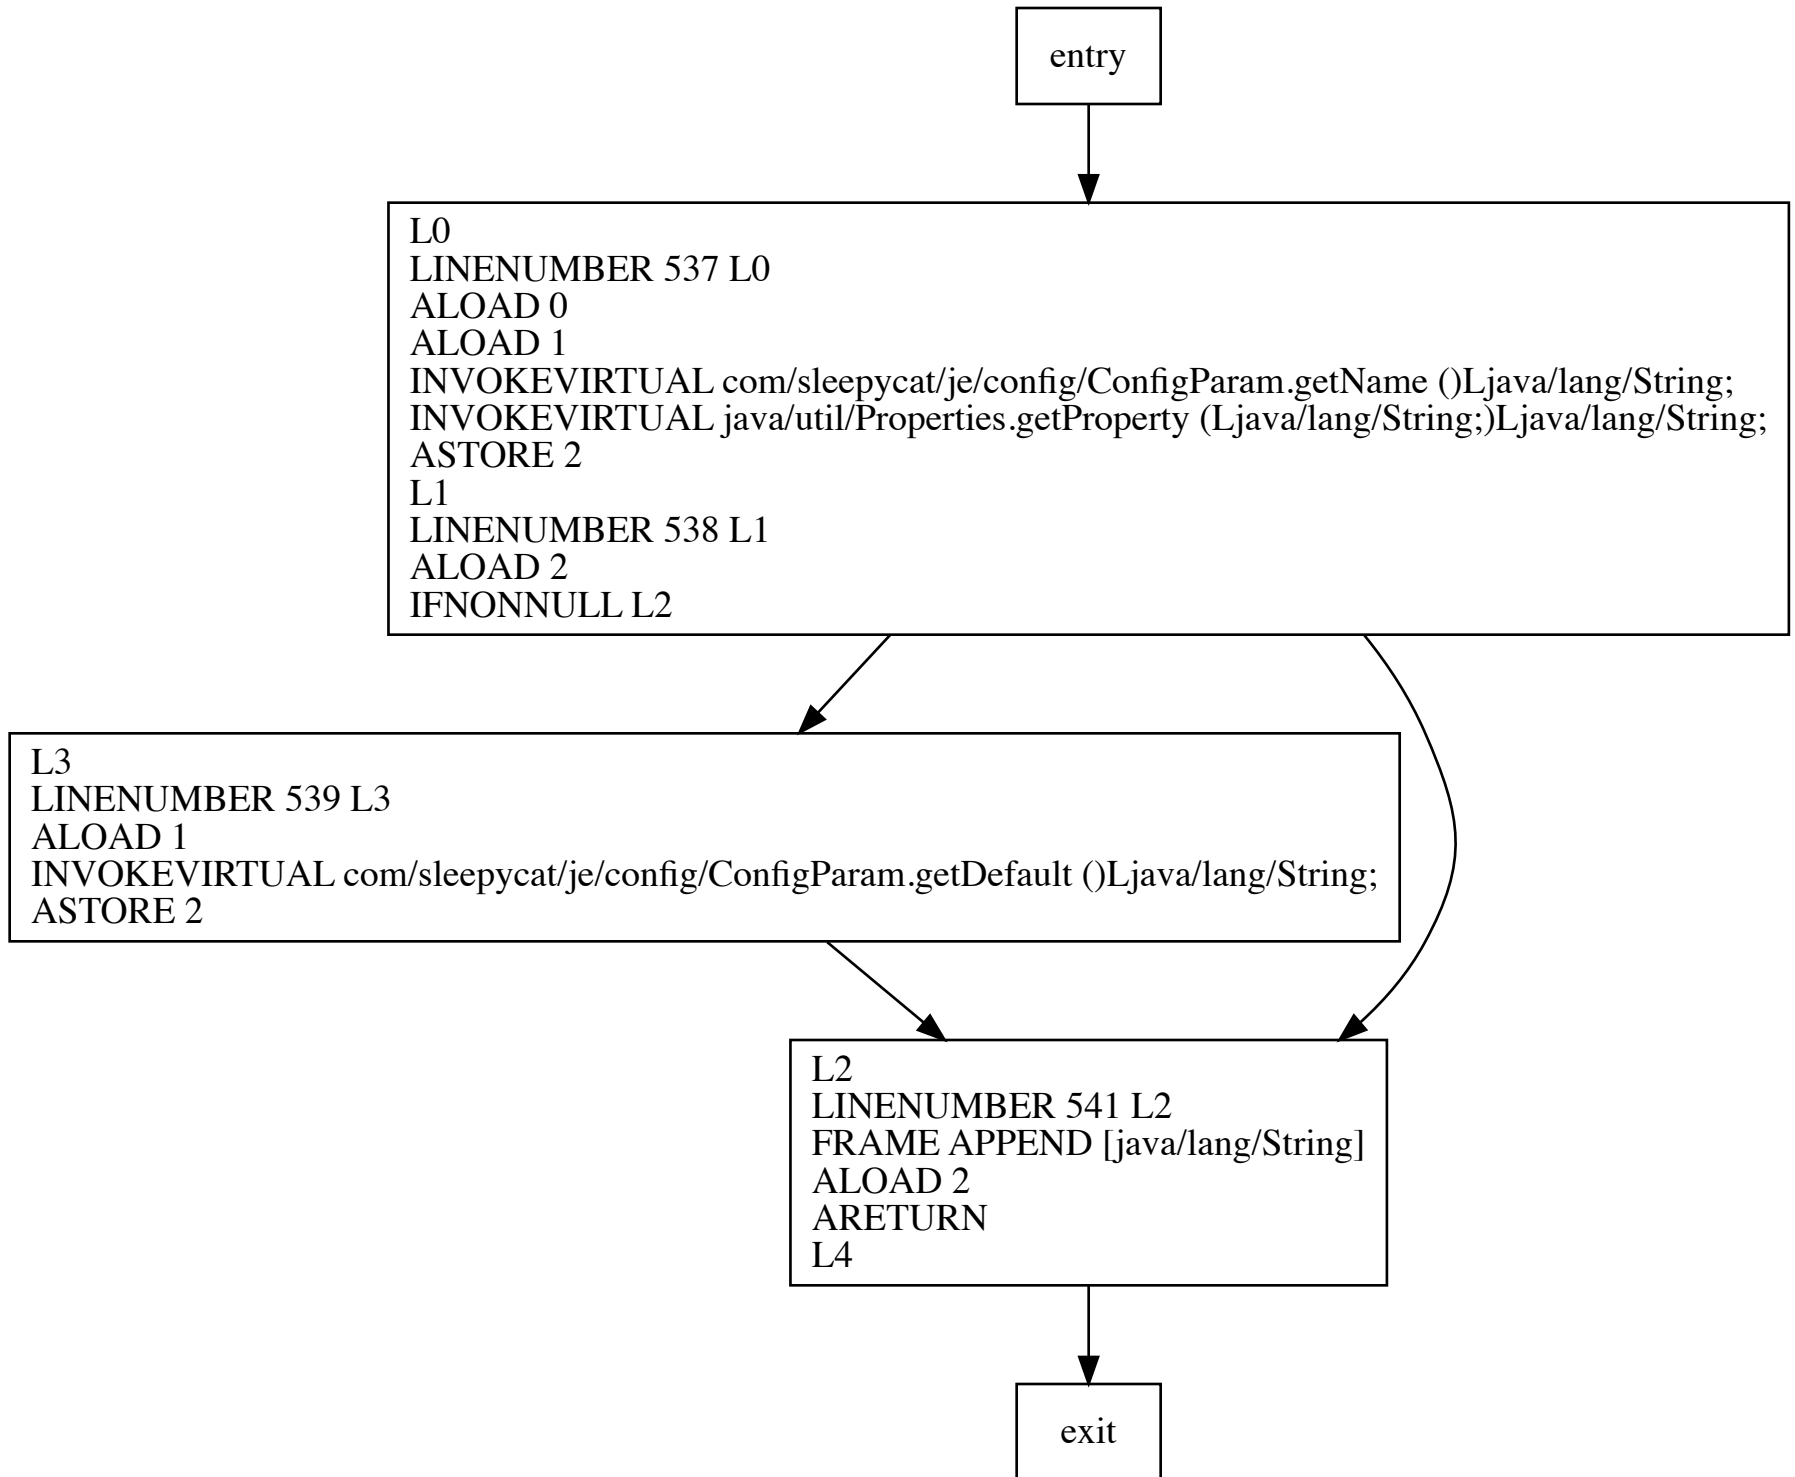 entry
L0
LINENUMBER 537 L0
ALOAD 0
ALOAD 1
INVOKEVIRTUAL com/sleepycat/je/config/ConfigParam.getName ()Ljava/lang/String;
INVOKEVIRTUAL java/util/Properties.getProperty (Ljava/lang/String;)Ljava/lang/String;
ASTORE 2
L1
LINENUMBER 538 L1
ALOAD 2
IFNONNULL L2
L3
LINENUMBER 539 L3
ALOAD 1
INVOKEVIRTUAL com/sleepycat/je/config/ConfigParam.getDefault ()Ljava/lang/String;
ASTORE 2
L2
LINENUMBER 541 L2
FRAME APPEND [java/lang/String]
ALOAD 2
ARETURN
L4
exit